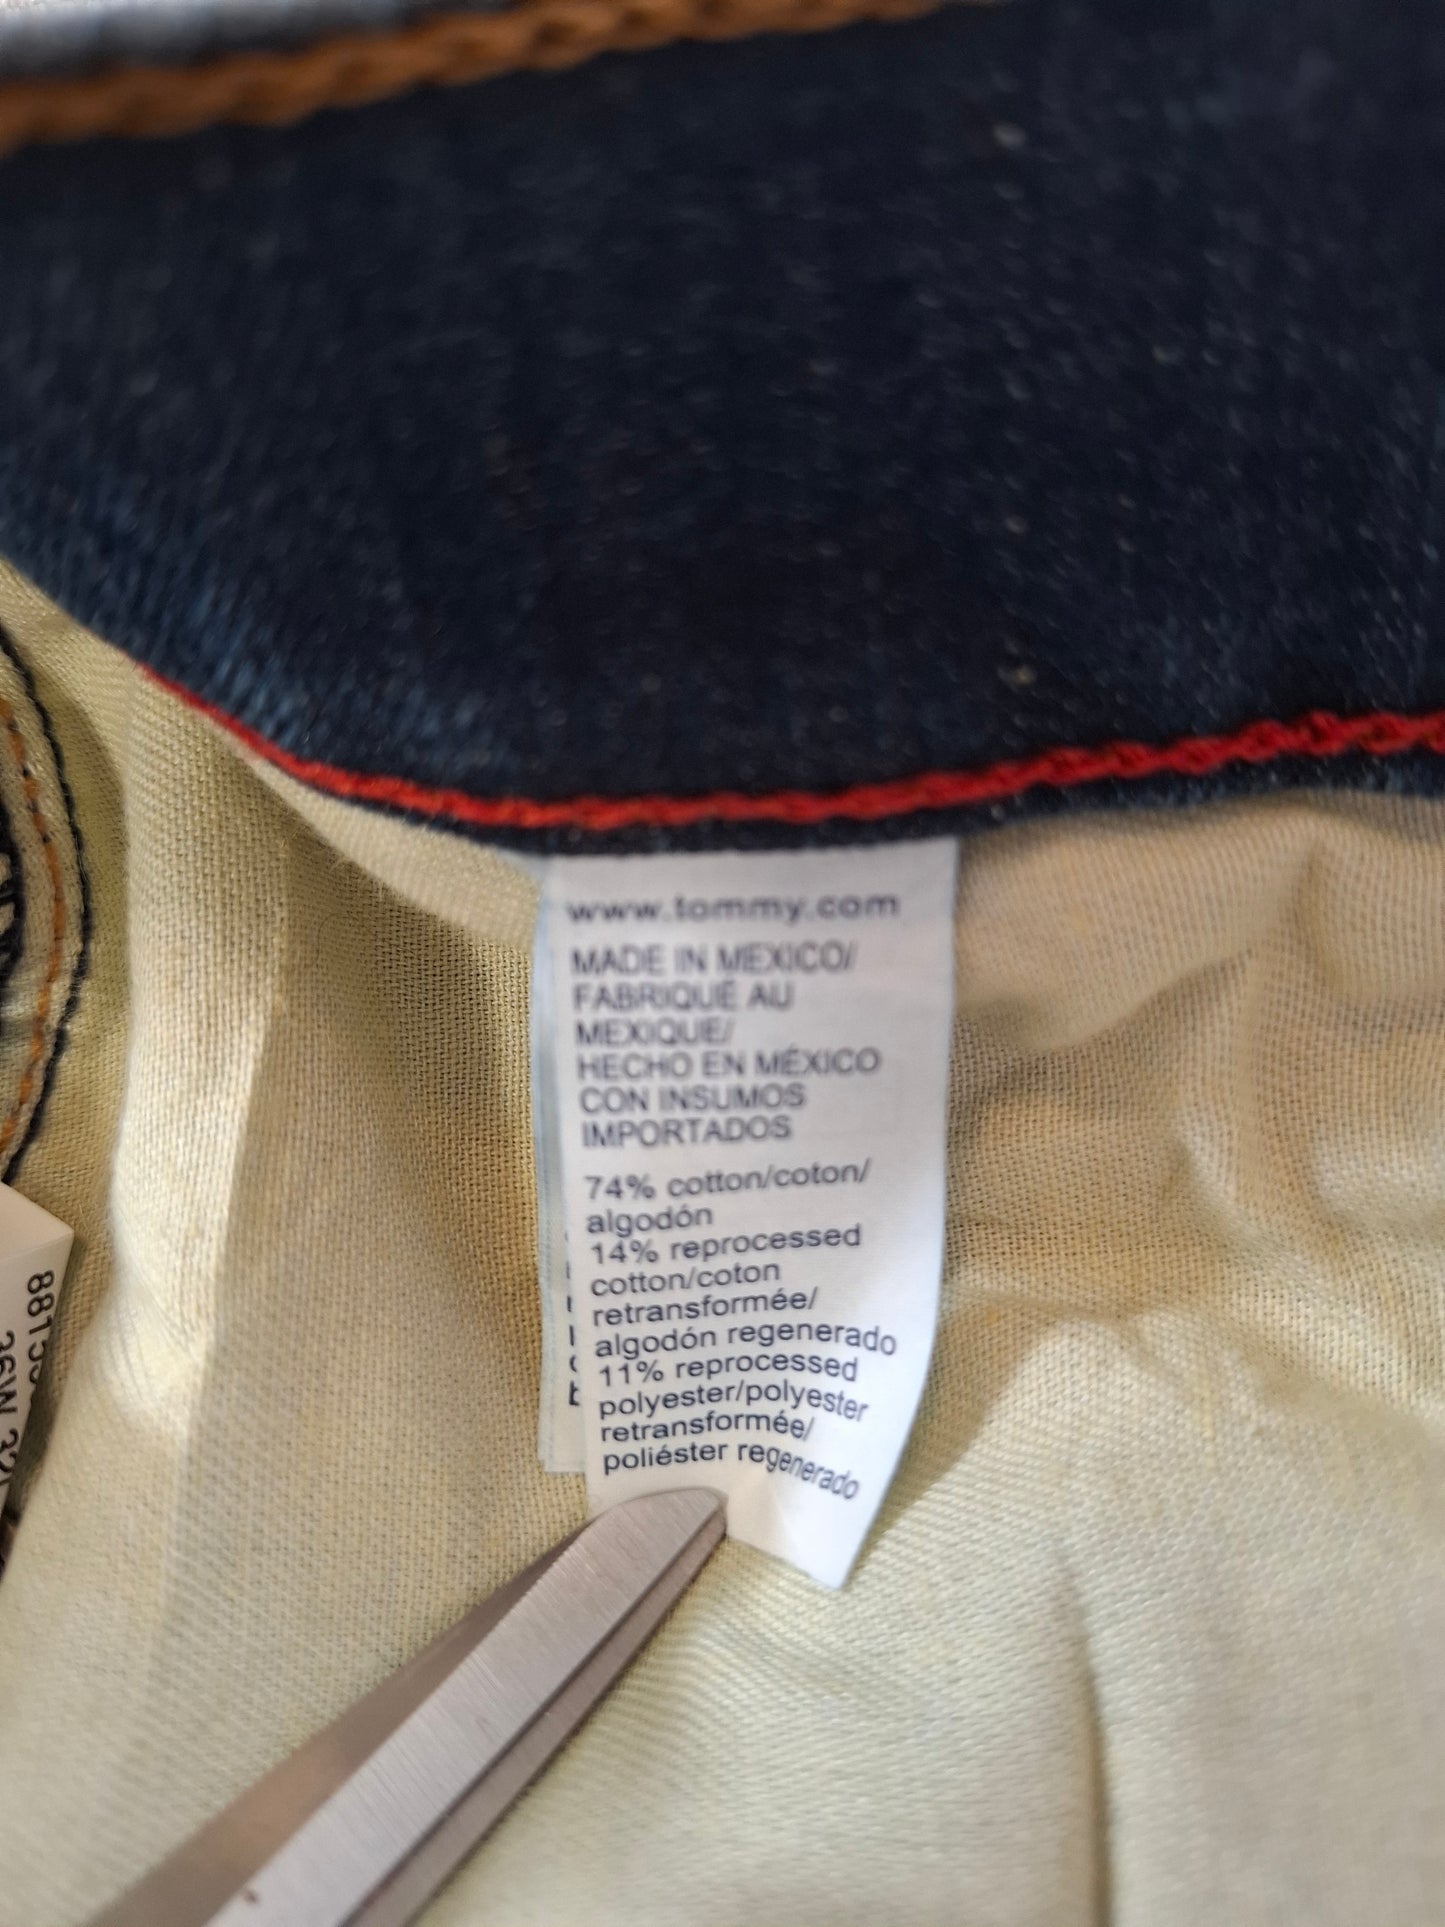 www.tommy.com
MADE IN MEXICO/
FABRIQUÉ AU
MEXIQUE/
HECHO EN MÉXICO
CON INSUMOS
IMPORTADOS
74% cotton/coton/
algodón
14% reprocessed
cotton/coton
retransformée/
algodón regenerado
11% reprocessed
polyester/polyester
retransformée/
poliéster regenerado
36W